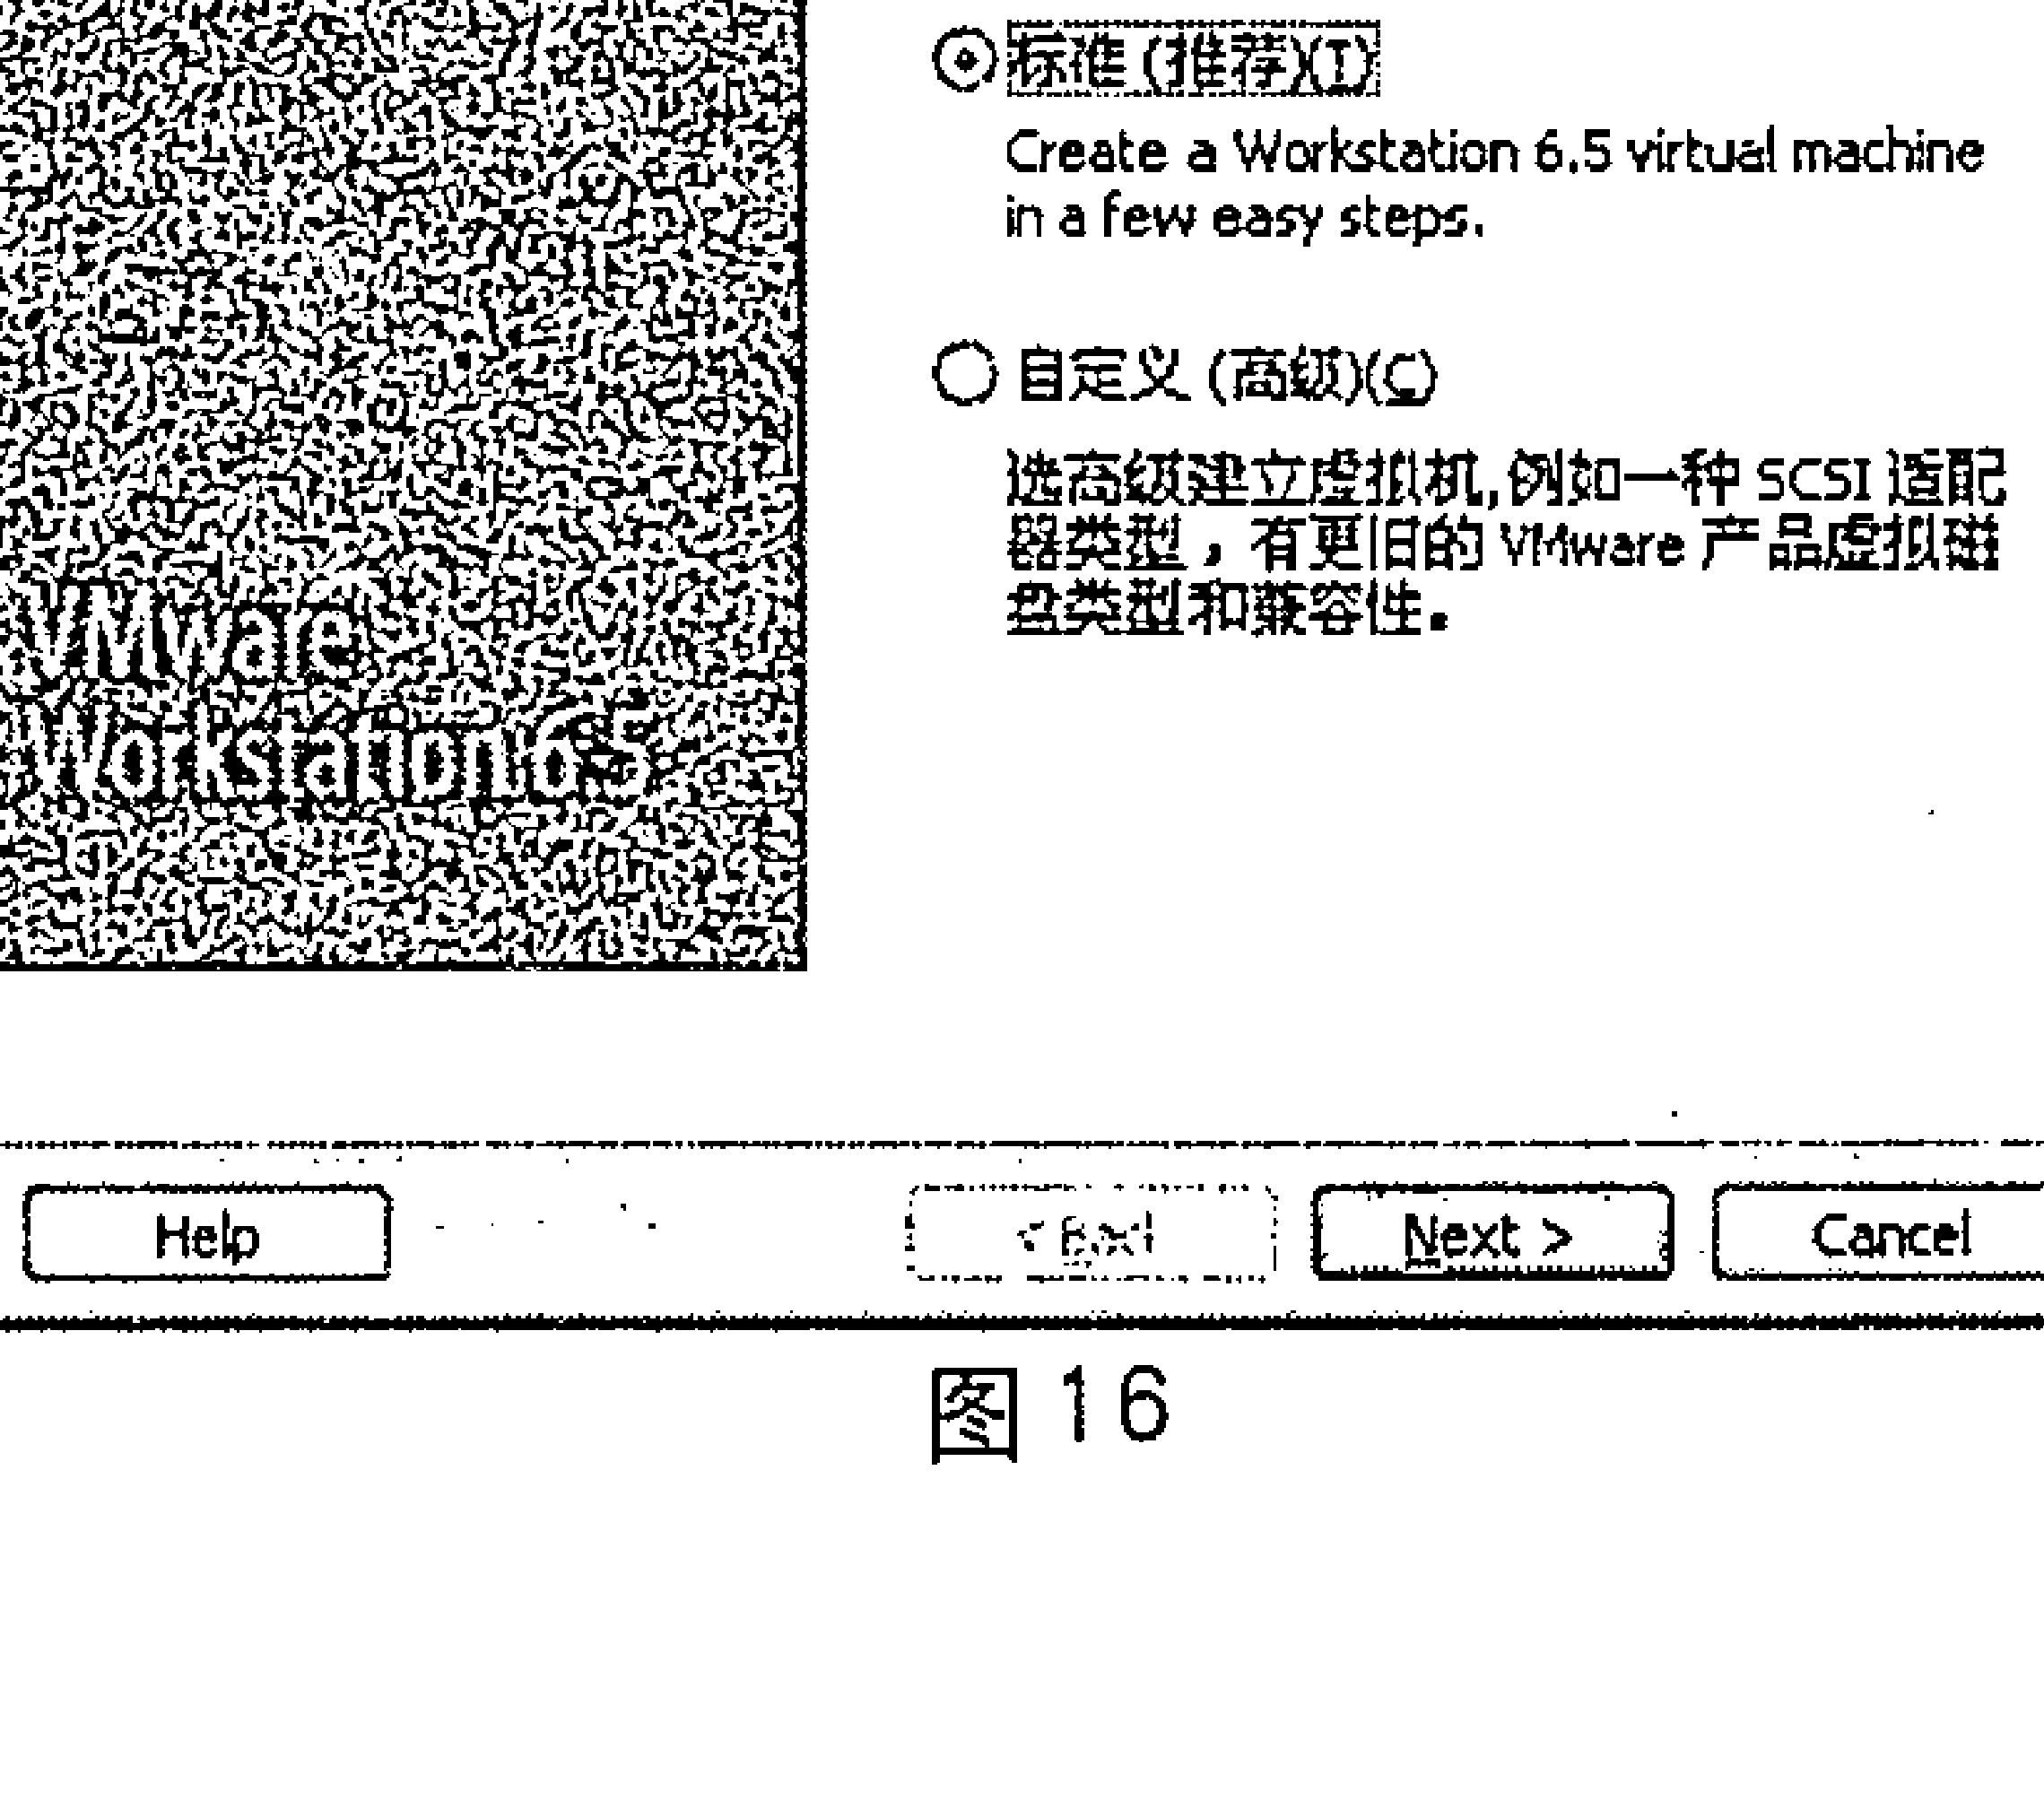 标准 (推荐)(T)
Create a Workstation 6.5 virtual machine
in a few easy steps.
自定义 (高级)(C)
选高级建立虚拟机,例如一种 SCSI 适配
器类型，有更旧的 VMware 产品虚拟磁
盘类型和兼容性。
VMware
Workstation 6.5
Help
< Back
Next >
Cancel
图 16